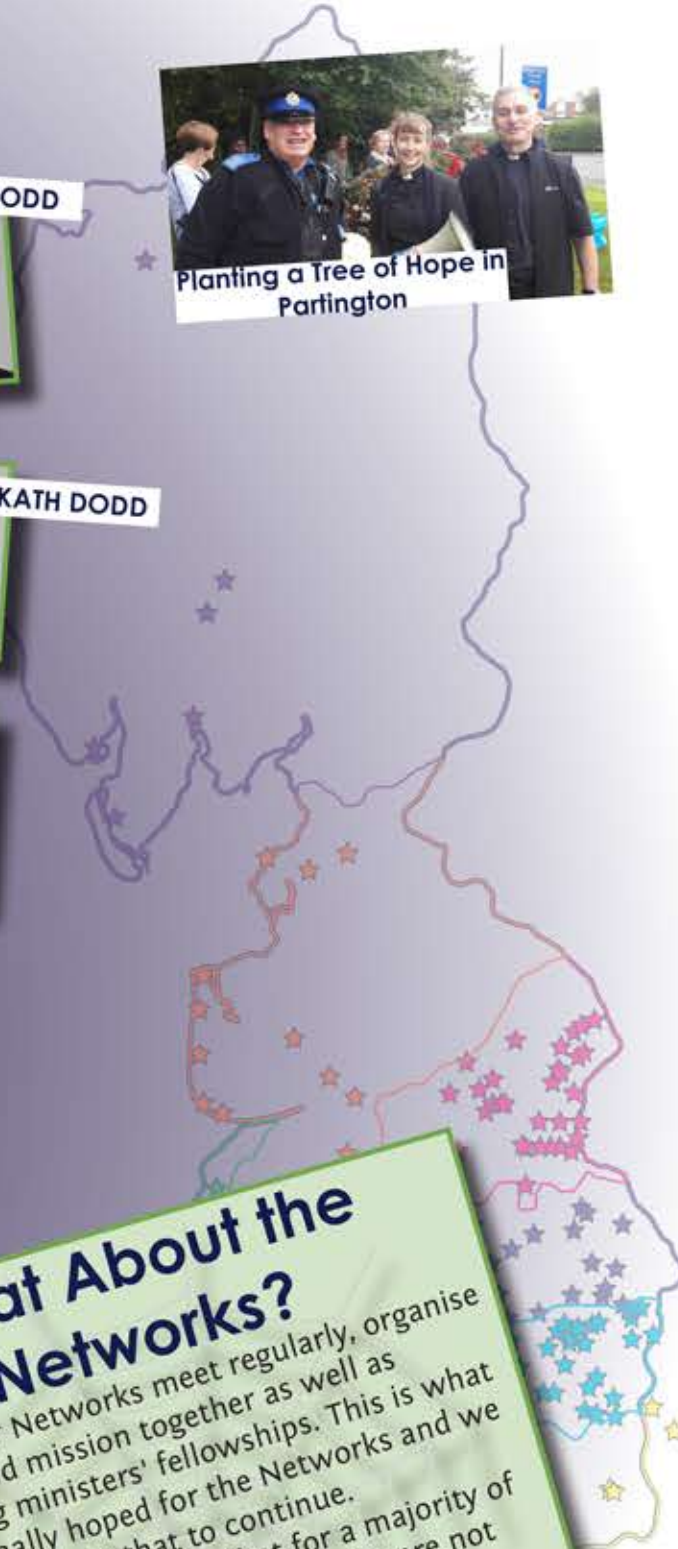 ODD
Planting a Tree of Hope in
Partington
KATH DODD
at About the
Networks?
Networks meet regularly, organise
d mission together as well as
g ministers' fellowships. This is what
ally hoped for the Networks and we
that to continue.
t for a majority of
re not